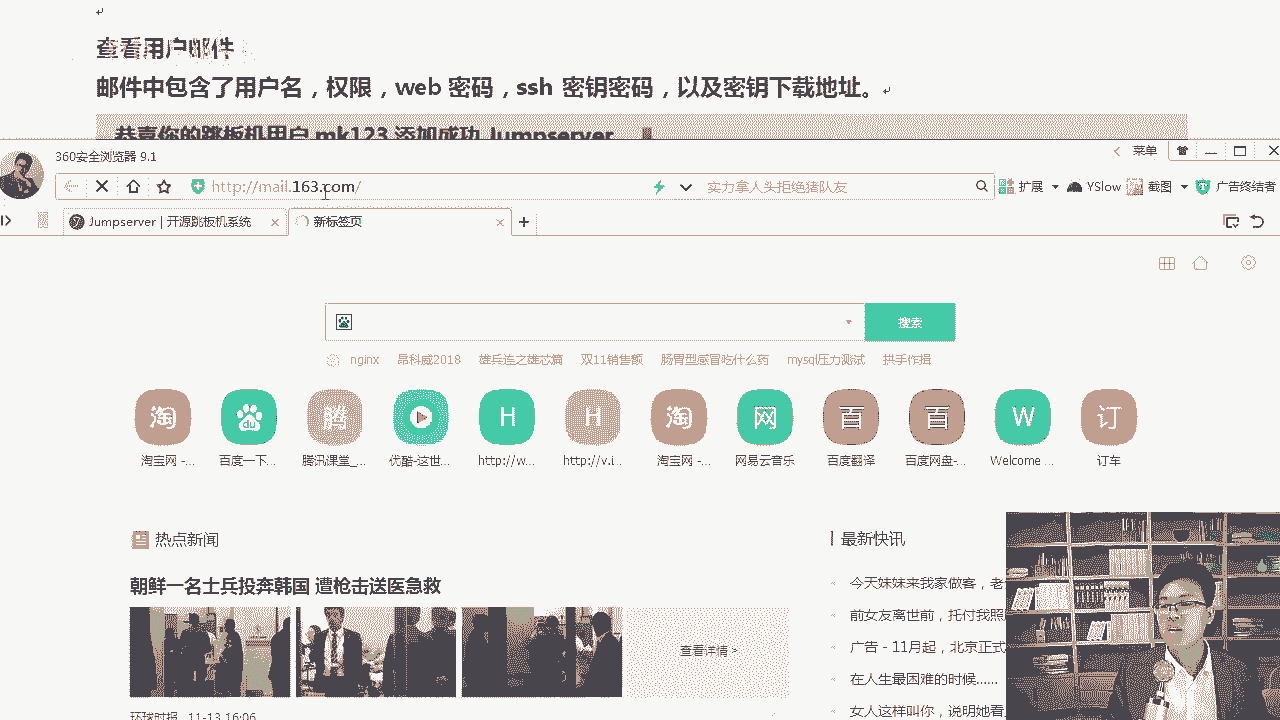 查看用户邮件
邮件中包含了用户名，权限，web 密码，ssh 密钥密码，以及密钥下载地址。
恭喜你的跳板机用户 mk123 添加成功 Jumpserver
360安全浏览器 9.1
菜单
http://mail.163.com/
实力拿人头拒绝猪队友
扩展
YSlow
截图
广告终结者
Jumpserver | 开源跳板机系统
新标签页
搜索
nginx 昂科威2018 雄兵连之雄芯篇 双11销售额 肠胃型感冒吃什么药 mysql压力测试 拱手作揖
淘 du 腾 H H 淘 网 百 百 W 订
淘宝网 -... 百度一下... 腾讯课堂_... 优酷-这世... http://w... http://v.i... 淘宝网 -... 网易云音乐 百度翻译 百度网盘-... Welcome ... 订车
热点新闻
最新快讯
朝鲜一名士兵投奔韩国 遭枪击送医急救
查看详情 >
环球时报 11-13 16:06
今天妹妹来我家做客，老
前女友离世前，托付我照
广告 - 11月起，北京正式
在人生最困难的时候......
女人这样叫你，说明她看